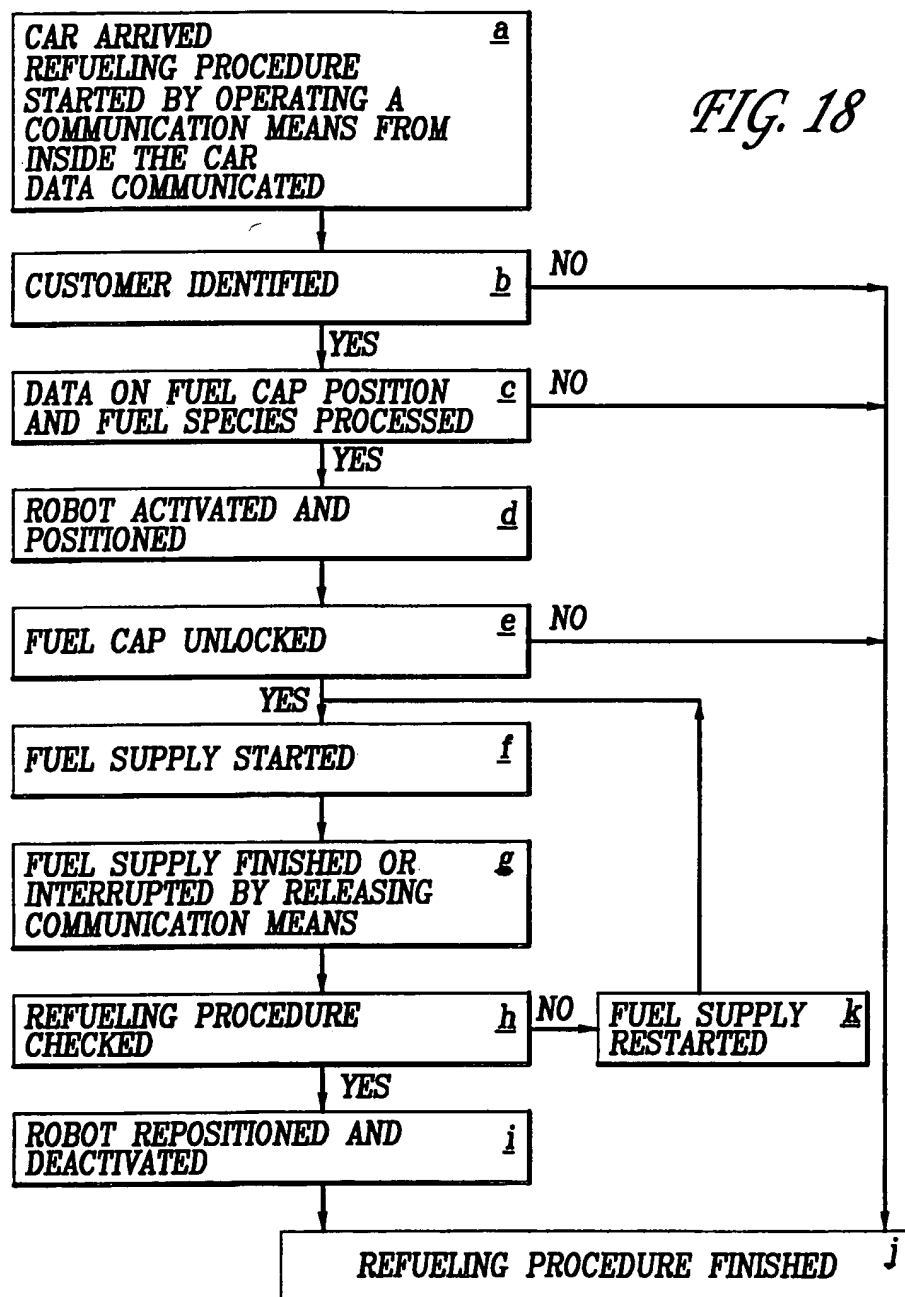 CAR ARRIVED a
REFUELING PROCEDURE
STARTED BY OPERATING A
COMMUNICATION MEANS FROM
INSIDE THE CAR
DATA COMMUNICATED
FIG. 18
CUSTOMER IDENTIFIED b
NO
YES
DATA ON FUEL CAP POSITION c
AND FUEL SPECIES PROCESSED
NO
YES
ROBOT ACTIVATED AND d
POSITIONED
FUEL CAP UNLOCKED e
NO
YES
FUEL SUPPLY STARTED f
FUEL SUPPLY FINISHED OR g
INTERRUPTED BY RELEASING
COMMUNICATION MEANS
REFUELING PROCEDURE h
CHECKED
NO
FUEL SUPPLY k
RESTARTED
YES
ROBOT REPOSITIONED AND i
DEACTIVATED
REFUELING PROCEDURE FINISHED j